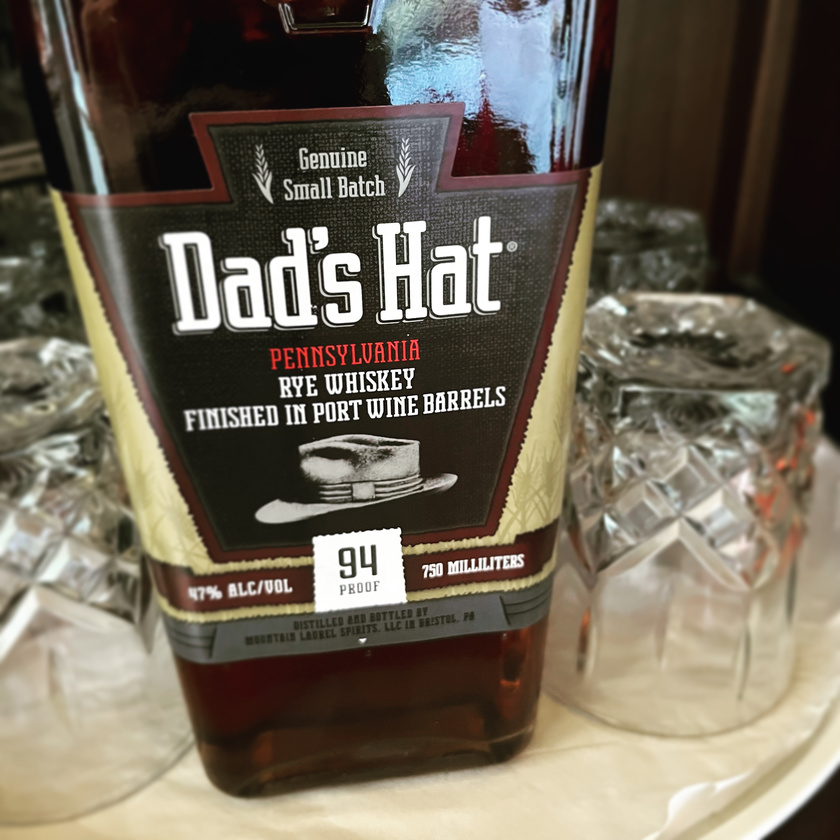 Genuine
Small Batch
Dad's Hat®
PENNSYLVANIA
RYE WHISKEY
FINISHED IN PORT WINE BARRELS
94
PROOF
47% ALC/VOL
750 MILLILITERS
DISTILLED AND BOTTLED BY
MOUNTAIN LAUREL SPIRITS, LLC IN BRISTOL, PA